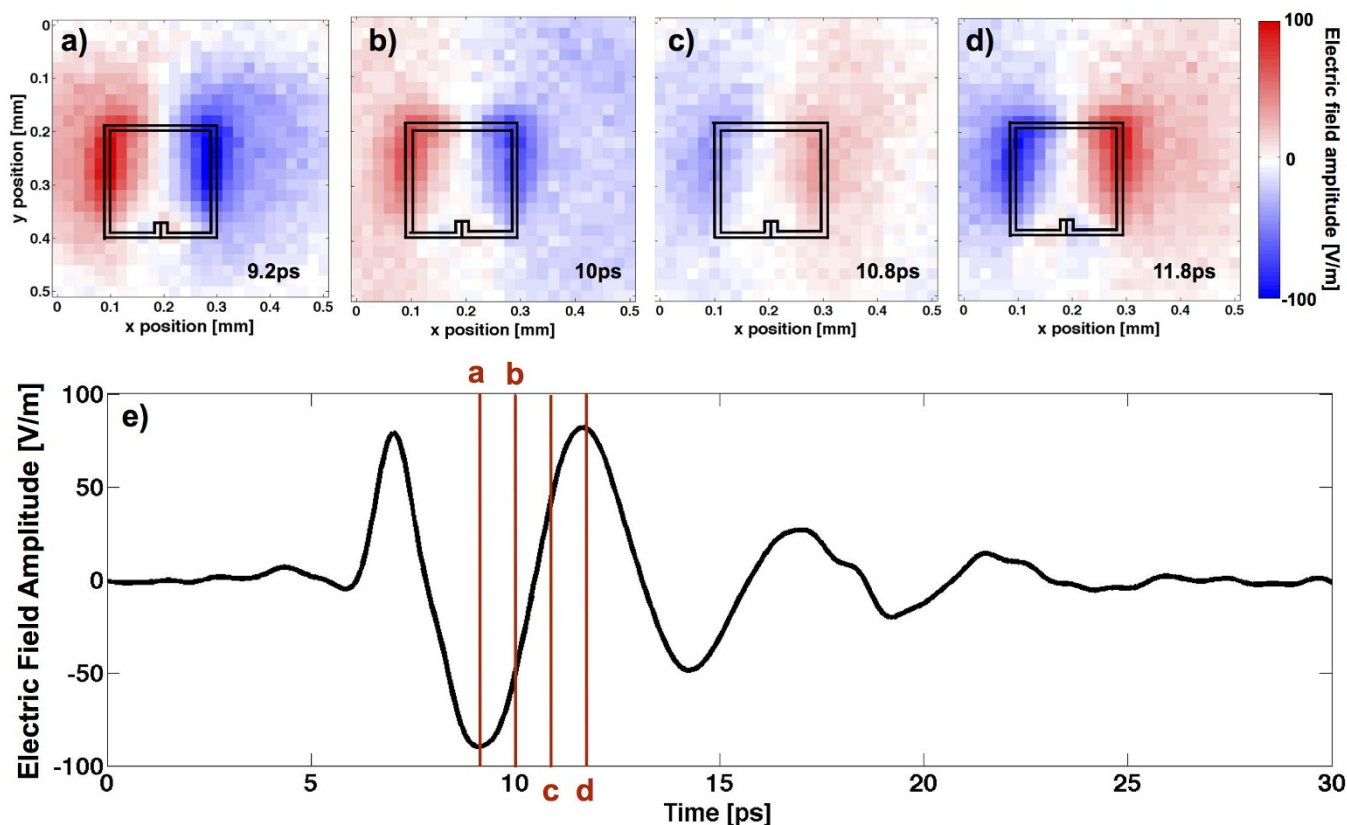 a)
b)
c)
d)
0
0.1
0.2
0.3
0.4
0.5
y position [mm]
9.2ps
10ps
10.8ps
11.8ps
0 0.1 0.2 0.3 0.4 0.5
0 0.1 0.2 0.3 0.4 0.5
0 0.1 0.2 0.3 0.4 0.5
0 0.1 0.2 0.3 0.4 0.5
x position [mm]
x position [mm]
x position [mm]
x position [mm]
100
0
-100
Electric field amplitude [V/m]
a b
e)
100
50
0
-50
-100
Electric Field Amplitude [V/m]
0 5 10 15 20 25 30
c d
Time [ps]